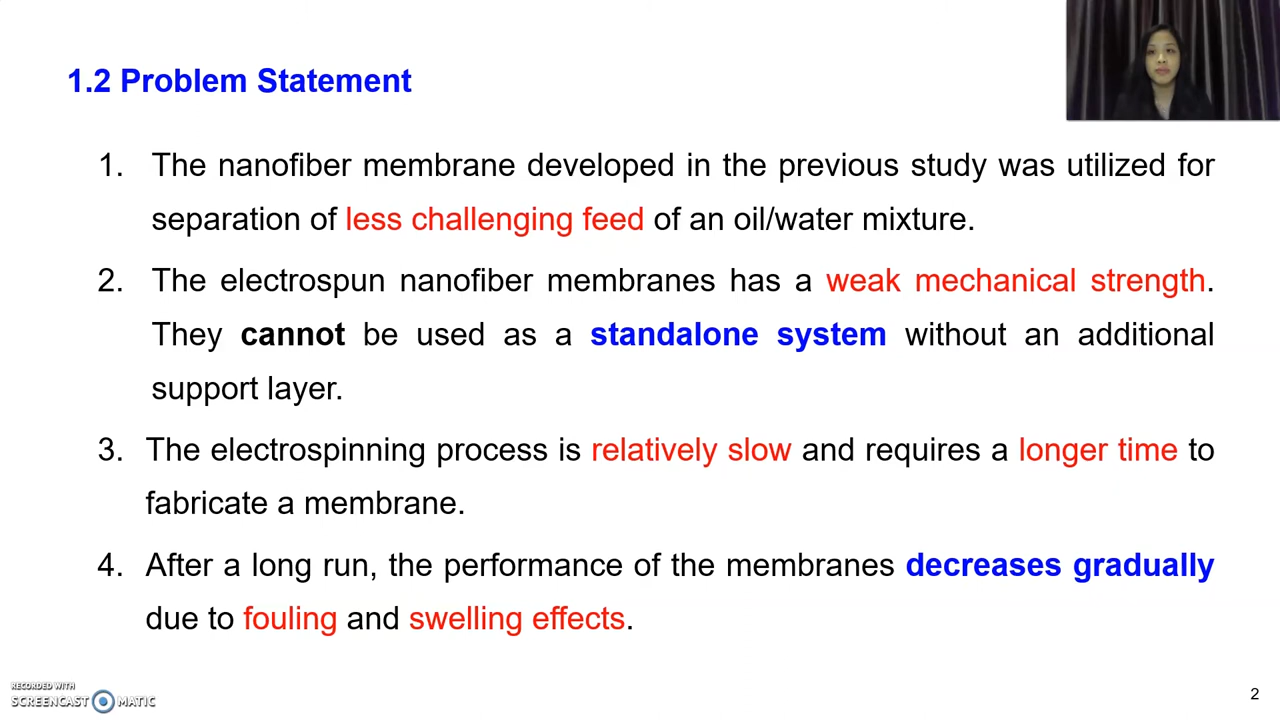 1.2 Problem Statement
1. The nanofiber membrane developed in the previous study was utilized for
separation of less challenging feed of an oil/water mixture.
2. The electrospun nanofiber membranes has a weak mechanical strength.
They cannot be used as a standalone system without an additional
support layer.
3. The electrospinning process is relatively slow and requires a longer time to
fabricate a membrane.
4. After a long run, the performance of the membranes decreases gradually
due to fouling and swelling effects.
RECORDED WITH
SCREENCAST MATIC
2